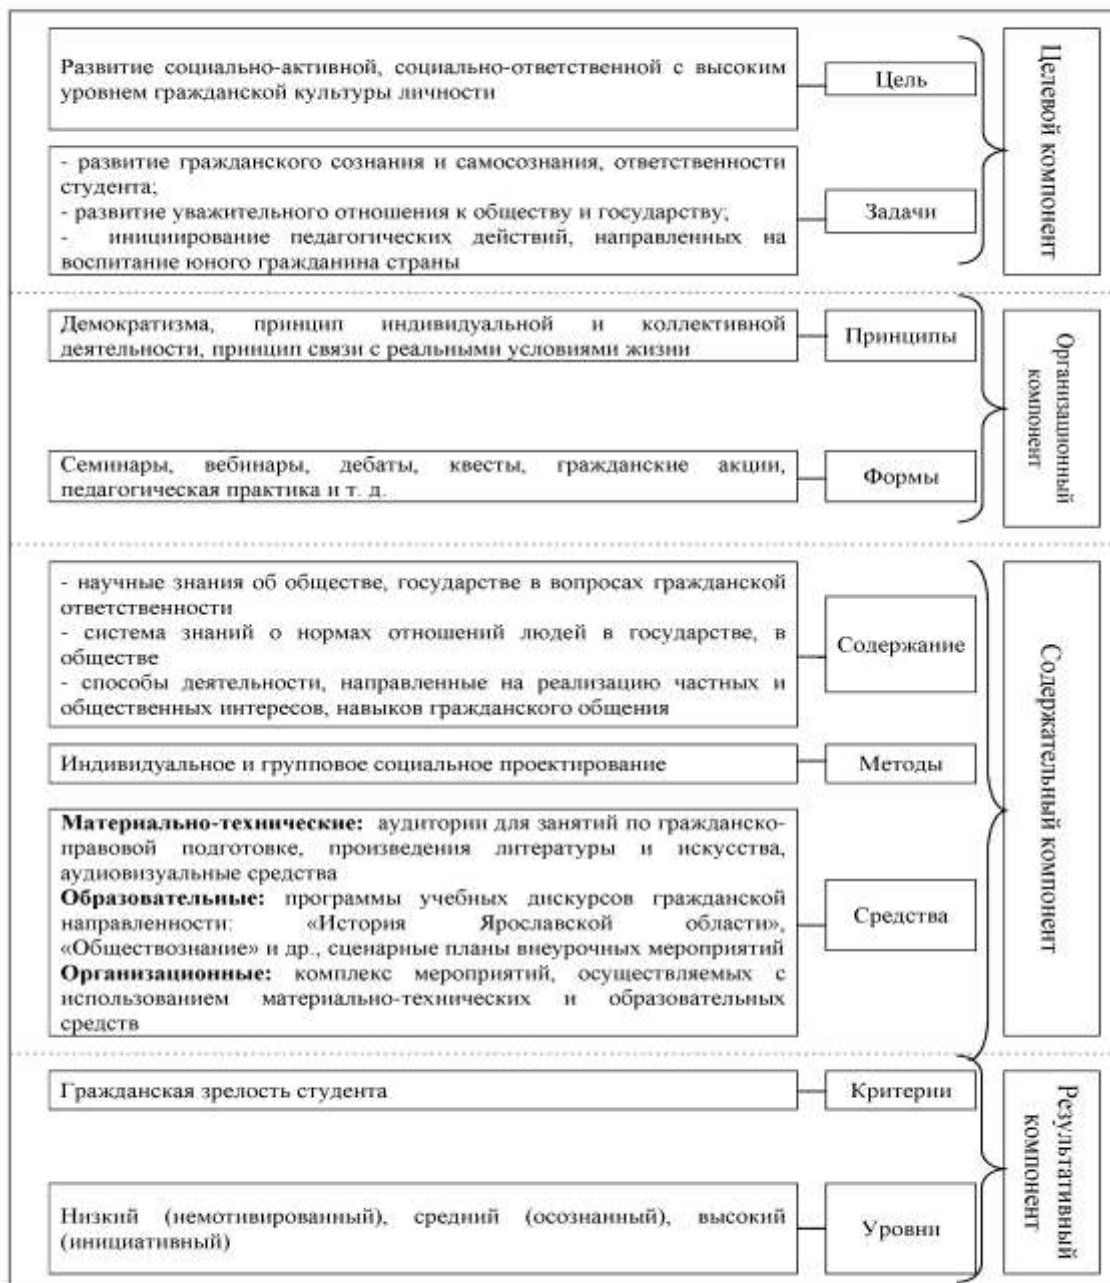 Развитие социально-активной, социально-ответственной с высоким
уровнем гражданской культуры личности
Цель
- развитие гражданского сознания и самосознания, ответственности
студента;
- развитие уважительного отношения к обществу и государству;
- инициирование педагогических действий, направленных на
воспитание юного гражданина страны
Задачи
Целевой компонент
Демократизма, принцип индивидуальной и коллективной
деятельности, принцип связи с реальными условиями жизни
Принципы
Семинары, вебинары, дебаты, квесты, гражданские акции,
педагогическая практика и т. д.
Формы
Организационный
компонент
- научные знания об обществе, государстве в вопросах гражданской
ответственности
- система знаний о нормах отношений людей в государстве, в
обществе
- способы деятельности, направленные на реализацию частных и
общественных интересов, навыков гражданского общения
Содержание
Индивидуальное и групповое социальное проектирование
Методы
Материально-технические: аудитории для занятий по гражданско-
правовой подготовке, произведения литературы и искусства,
аудиовизуальные средства
Образовательные: программы учебных дискурсов гражданской
направленности: «История Ярославской области»,
«Обществознание» и др., сценарные планы внеурочных мероприятий
Организационные: комплекс мероприятий, осуществляемых с
использованием материально-технических и образовательных
средств
Средства
Содержательный компонент
Гражданская зрелость студента
Критерии
Низкий (немотивированный), средний (осознанный), высокий
(инициативный)
Уровни
Результативный
компонент